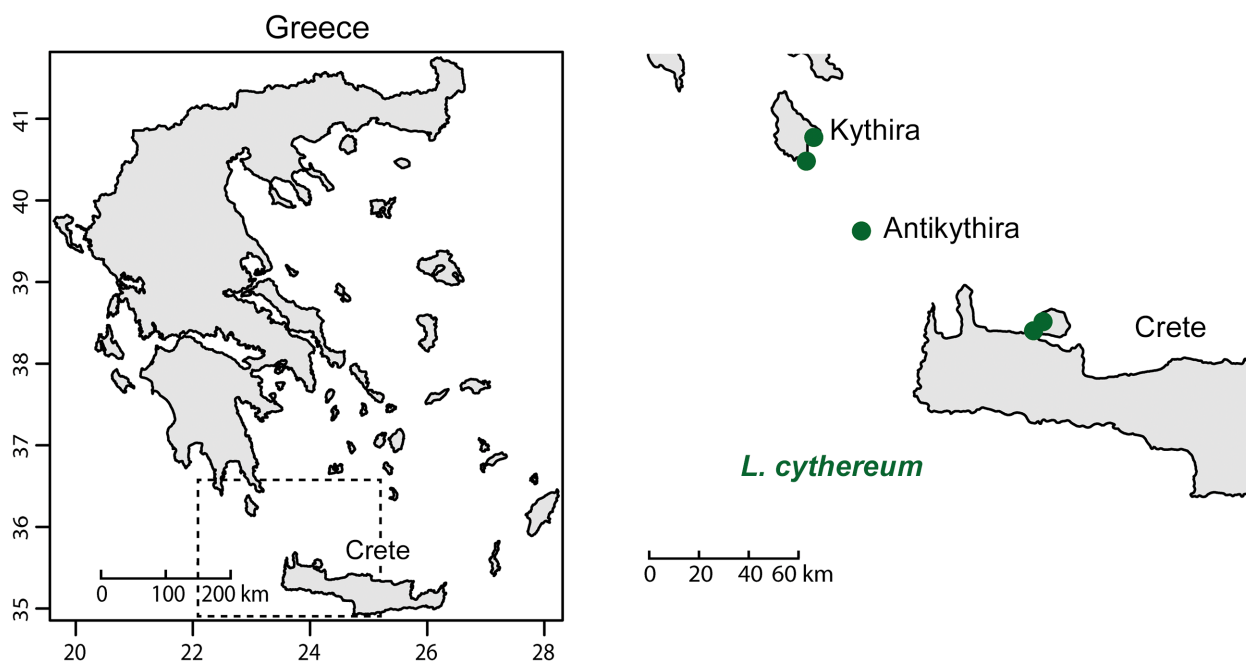 Greece
41
40
39
38
37
36
35
Crete
0 100 200 km
20 22 24 26 28
Kythira
Antikythira
Crete
L. cythereum
0 20 40 60 km